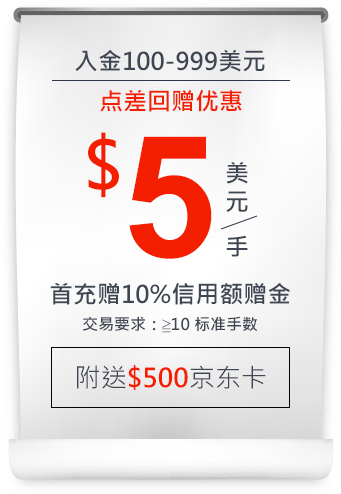 入金100-999美元
点差回赠优惠
$5美元/手
首充赠10%信用额赠金
交易要求：≧10 标准手数
附送$500京东卡